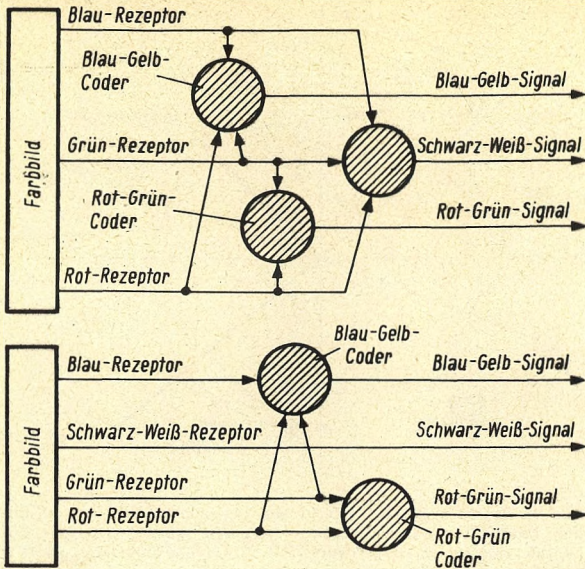 Farbbild
Blau-Rezeptor
Blau-Gelb-
Coder
Blau-Gelb-Signal
Grün-Rezeptor
Schwarz-Weiß-Signal
Rot-Grün-
Coder
Rot-Grün-Signal
Rot-Rezeptor
Farbbild
Blau-Rezeptor
Blau-Gelb-
Coder
Blau-Gelb-Signal
Schwarz-Weiß-Rezeptor
Schwarz-Weiß-Signal
Grün-Rezeptor
Rot-Rezeptor
Rot-Grün-Signal
Rot-Grün
Coder